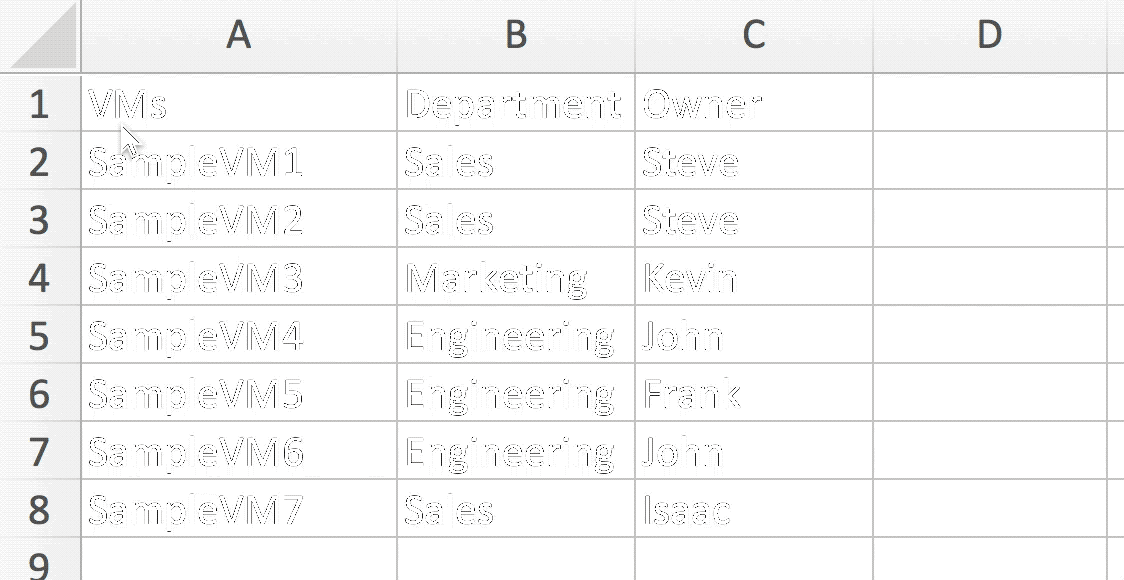 A B C D
1 VMs Department Owner
2 SampleVM1 Sales Steve
3 SampleVM2 Sales Steve
4 SampleVM3 Marketing Kevin
5 SampleVM4 Engineering John
6 SampleVM5 Engineering Frank
7 SampleVM6 Engineering John
8 SampleVM7 Sales Isaac
9